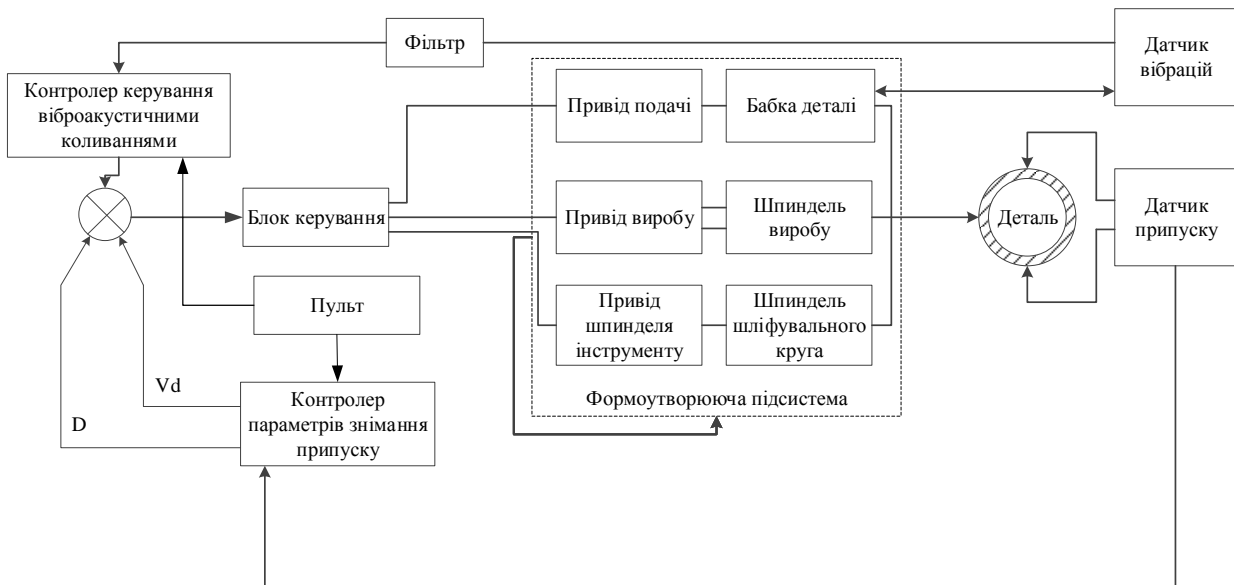 Фільтр
Датчик
вібрацій
Контролер керування
віброакустичними
коливаннями
Привід подачі
Бабка деталі
Блок керування
Привід виробу
Шпиндель
виробу
Деталь
Датчик
припуску
Пульт
Привід
шпинделя
інструменту
Шпиндель
шліфувального
круга
Vd
D
Контролер
параметрів знімання
припуску
Формоутворююча підсистема